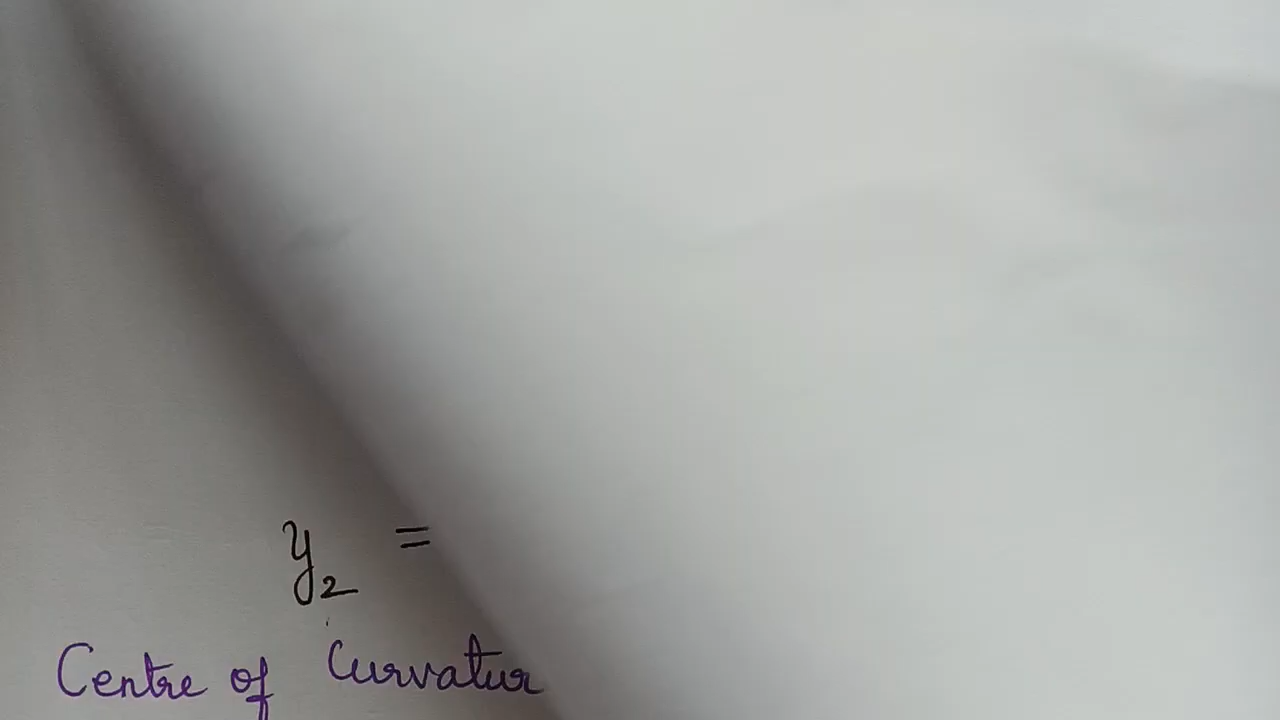 y₂ =
Centre of Curvatur